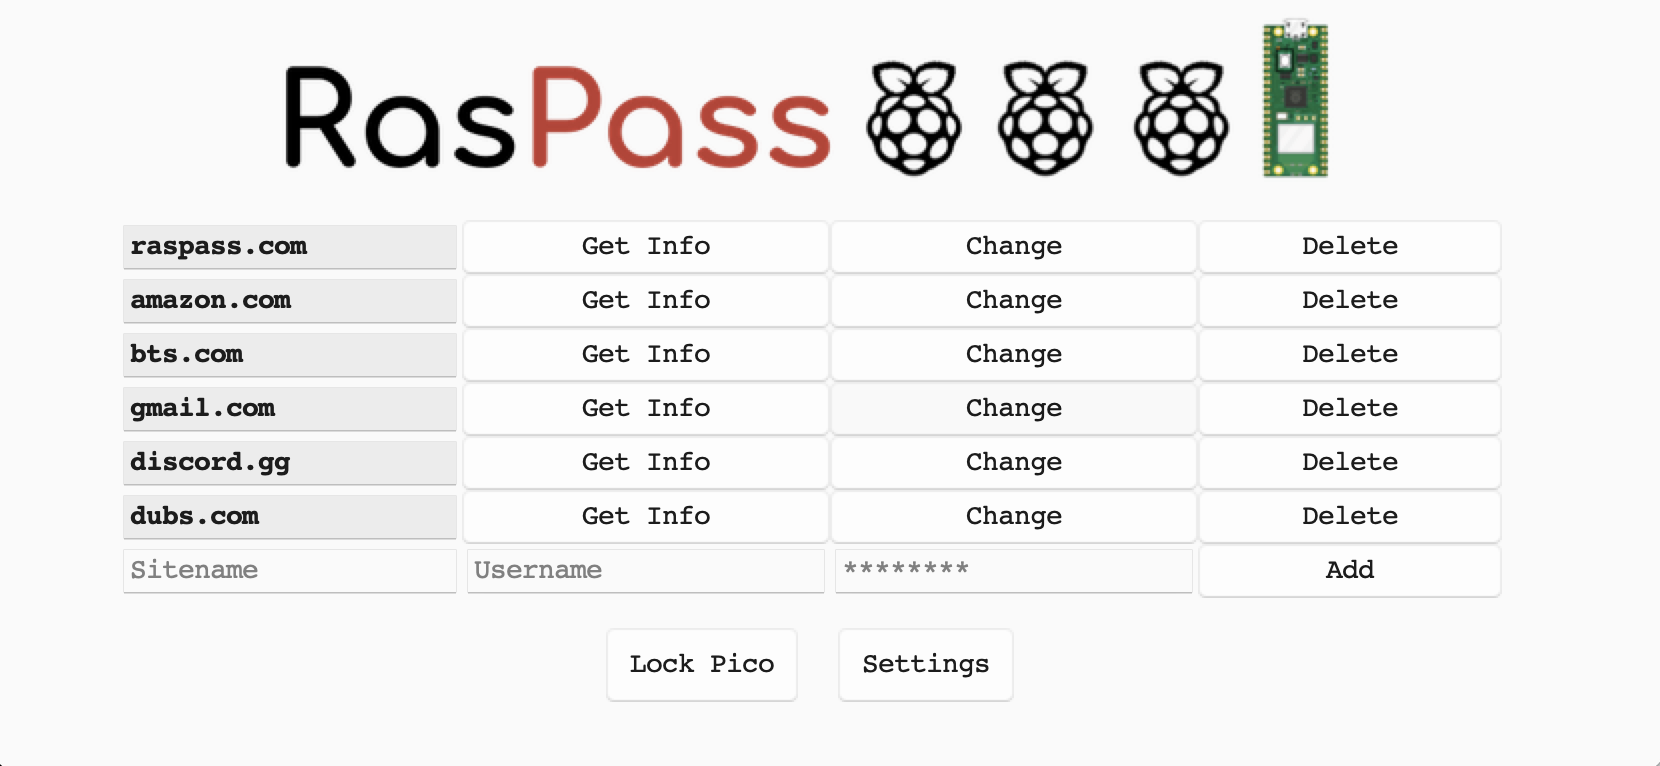 RasPass
raspass.com Get Info Change Delete
amazon.com Get Info Change Delete
bts.com Get Info Change Delete
gmail.com Get Info Change Delete
discord.gg Get Info Change Delete
dubs.com Get Info Change Delete
Sitename Username ******** Add
Lock Pico Settings